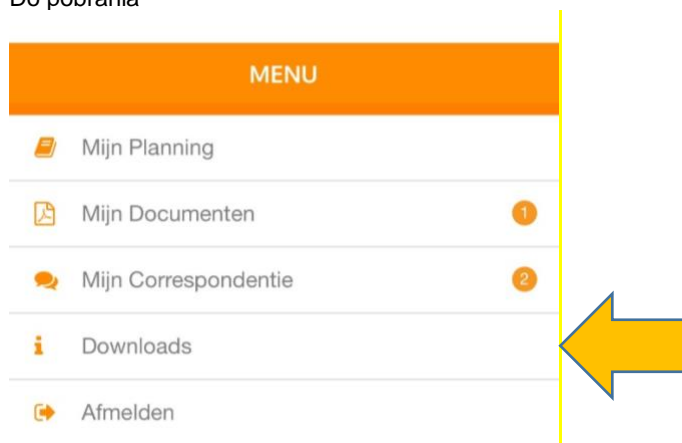 Do pobrania
MENU
Mijn Planning
Mijn Documenten 1
Mijn Correspondentie 2
Downloads
Afmelden